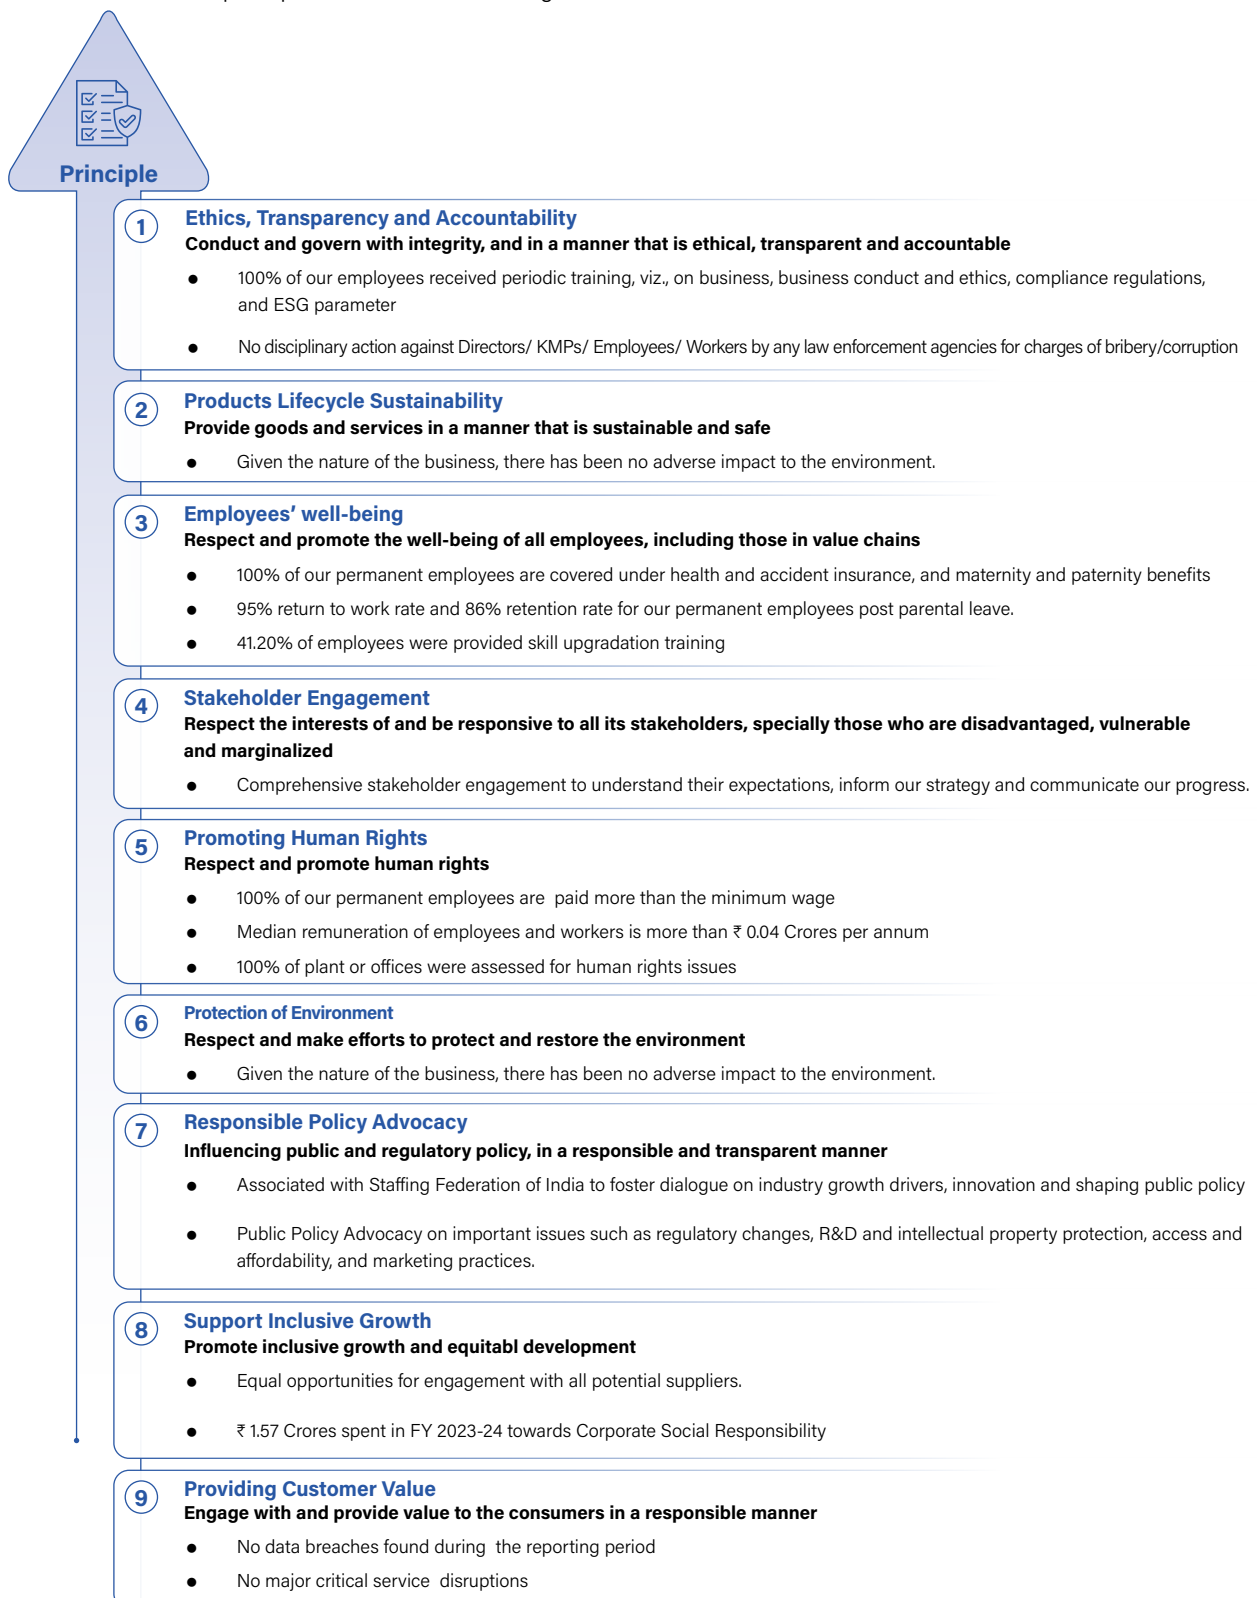 Principle
1
Ethics, Transparency and Accountability
Conduct and govern with integrity, and in a manner that is ethical, transparent and accountable
● 100% of our employees received periodic training, viz., on business, business conduct and ethics, compliance regulations,
and ESG parameter
● No disciplinary action against Directors/ KMPs/ Employees/ Workers by any law enforcement agencies for charges of bribery/corruption
2
Products Lifecycle Sustainability
Provide goods and services in a manner that is sustainable and safe
● Given the nature of the business, there has been no adverse impact to the environment.
3
Employees’ well-being
Respect and promote the well-being of all employees, including those in value chains
● 100% of our permanent employees are covered under health and accident insurance, and maternity and paternity benefits
● 95% return to work rate and 86% retention rate for our permanent employees post parental leave.
● 41.20% of employees were provided skill upgradation training
4
Stakeholder Engagement
Respect the interests of and be responsive to all its stakeholders, specially those who are disadvantaged, vulnerable
and marginalized
● Comprehensive stakeholder engagement to understand their expectations, inform our strategy and communicate our progress.
5
Promoting Human Rights
Respect and promote human rights
● 100% of our permanent employees are paid more than the minimum wage
● Median remuneration of employees and workers is more than ₹ 0.04 Crores per annum
● 100% of plant or offices were assessed for human rights issues
6
Protection of Environment
Respect and make efforts to protect and restore the environment
● Given the nature of the business, there has been no adverse impact to the environment.
7
Responsible Policy Advocacy
Influencing public and regulatory policy, in a responsible and transparent manner
● Associated with Staffing Federation of India to foster dialogue on industry growth drivers, innovation and shaping public policy
● Public Policy Advocacy on important issues such as regulatory changes, R&D and intellectual property protection, access and
affordability, and marketing practices.
8
Support Inclusive Growth
Promote inclusive growth and equitabl development
● Equal opportunities for engagement with all potential suppliers.
● ₹ 1.57 Crores spent in FY 2023-24 towards Corporate Social Responsibility
9
Providing Customer Value
Engage with and provide value to the consumers in a responsible manner
● No data breaches found during the reporting period
● No major critical service disruptions